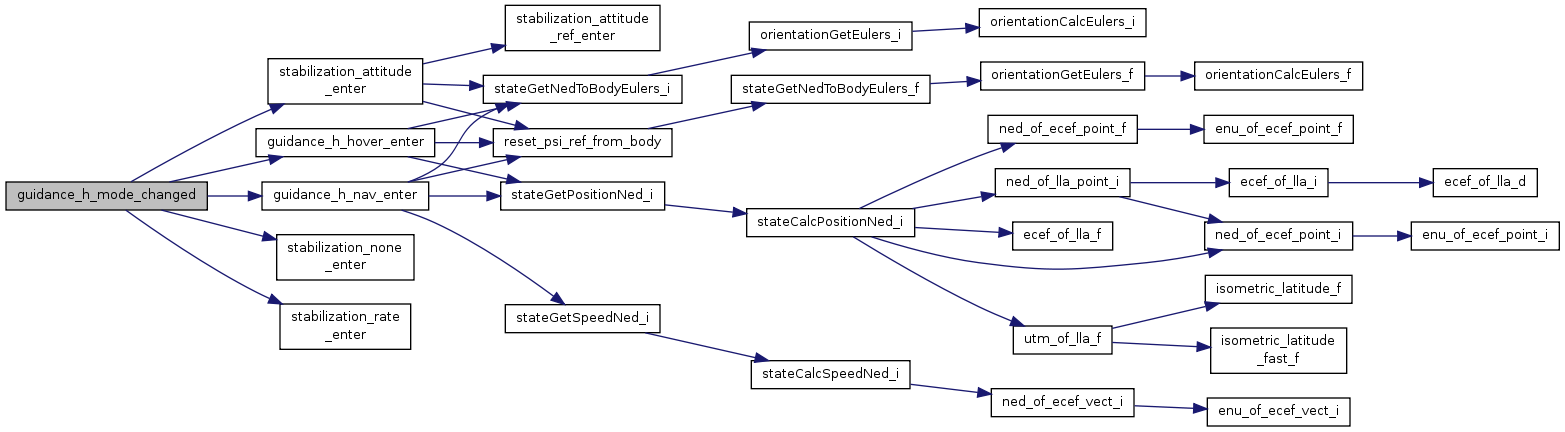 guidance_h_mode_changed
stabilization_attitude
_enter
guidance_h_hover_enter
guidance_h_nav_enter
stabilization_none
_enter
stabilization_rate
_enter
stabilization_attitude
_ref_enter
stateGetNedToBodyEulers_i
reset_psi_ref_from_body
stateGetPositionNed_i
stateGetSpeedNed_i
orientationGetEulers_i
stateGetNedToBodyEulers_f
stateCalcPositionNed_i
stateCalcSpeedNed_i
orientationCalcEulers_i
orientationGetEulers_f
ned_of_ecef_point_f
ned_of_lla_point_i
ecef_of_lla_f
utm_of_lla_f
ned_of_ecef_vect_i
orientationCalcEulers_f
enu_of_ecef_point_f
ecef_of_lla_i
ned_of_ecef_point_i
isometric_latitude_f
isometric_latitude
_fast_f
enu_of_ecef_vect_i
ecef_of_lla_d
enu_of_ecef_point_i